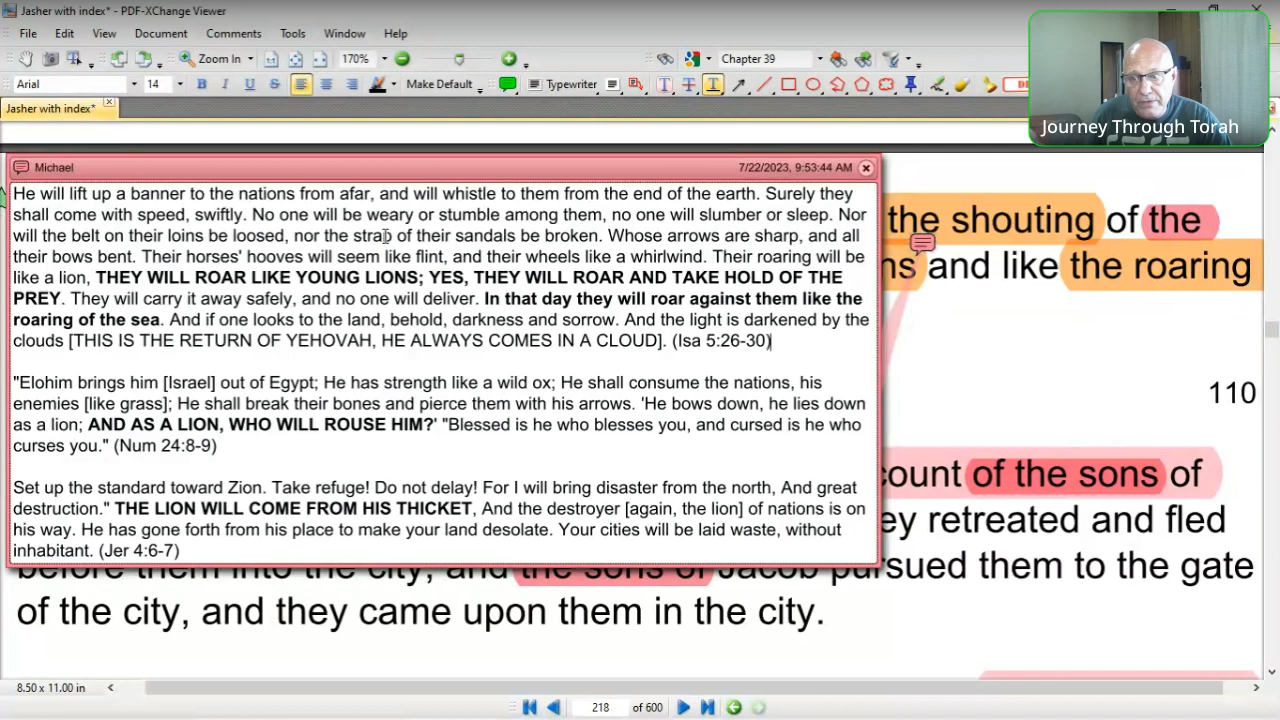 Jasher with index* - PDF-XChange Viewer
File Edit View Document Comments Tools Window Help
Zoom In 170% Chapter 39
Arial 14 B I U Make Default Typewriter
Jasher with index*
Journey Through Torah
Michael 7/22/2023, 9:53:44 AM
He will lift up a banner to the nations from afar, and will whistle to them from the end of the earth. Surely they
shall come with speed, swiftly. No one will be weary or stumble among them, no one will slumber or sleep. Nor
will the belt on their loins be loosed, nor the strap of their sandals be broken. Whose arrows are sharp, and all
their bows bent. Their horses' hooves will seem like flint, and their wheels like a whirlwind. Their roaring will be
like a lion, THEY WILL ROAR LIKE YOUNG LIONS; YES, THEY WILL ROAR AND TAKE HOLD OF THE
PREY. They will carry it away safely, and no one will deliver. In that day they will roar against them like the
roaring of the sea. And if one looks to the land, behold, darkness and sorrow. And the light is darkened by the
clouds [THIS IS THE RETURN OF YEHOVAH, HE ALWAYS COMES IN A CLOUD]. (Isa 5:26-30)
"Elohim brings him [Israel] out of Egypt; He has strength like a wild ox; He shall consume the nations, his
enemies [like grass]; He shall break their bones and pierce them with his arrows. 'He bows down, he lies down
as a lion; AND AS A LION, WHO WILL ROUSE HIM?' "Blessed is he who blesses you, and cursed is he who
curses you." (Num 24:8-9)
Set up the standard toward Zion. Take refuge! Do not delay! For I will bring disaster from the north, And great
destruction." THE LION WILL COME FROM HIS THICKET, And the destroyer [again, the lion] of nations is on
his way. He has gone forth from his place to make your land desolate. Your cities will be laid waste, without
inhabitant. (Jer 4:6-7)
the shouting of the
and like the roaring
110
of the sons of
retreated and fled
before them into the city, and the sons of Jacob pursued them to the gate
of the city, and they came upon them in the city.
8.50 x 11.00 in
218 of 600